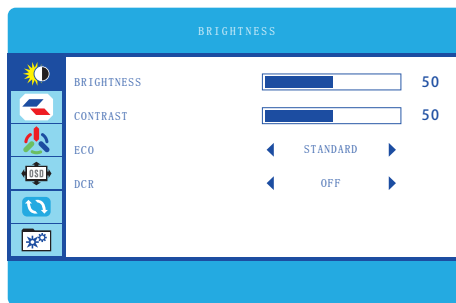 BRIGHTNESS
BRIGHTNESS 50
CONTRAST 50
ECO STANDARD
DCR OFF
OSD